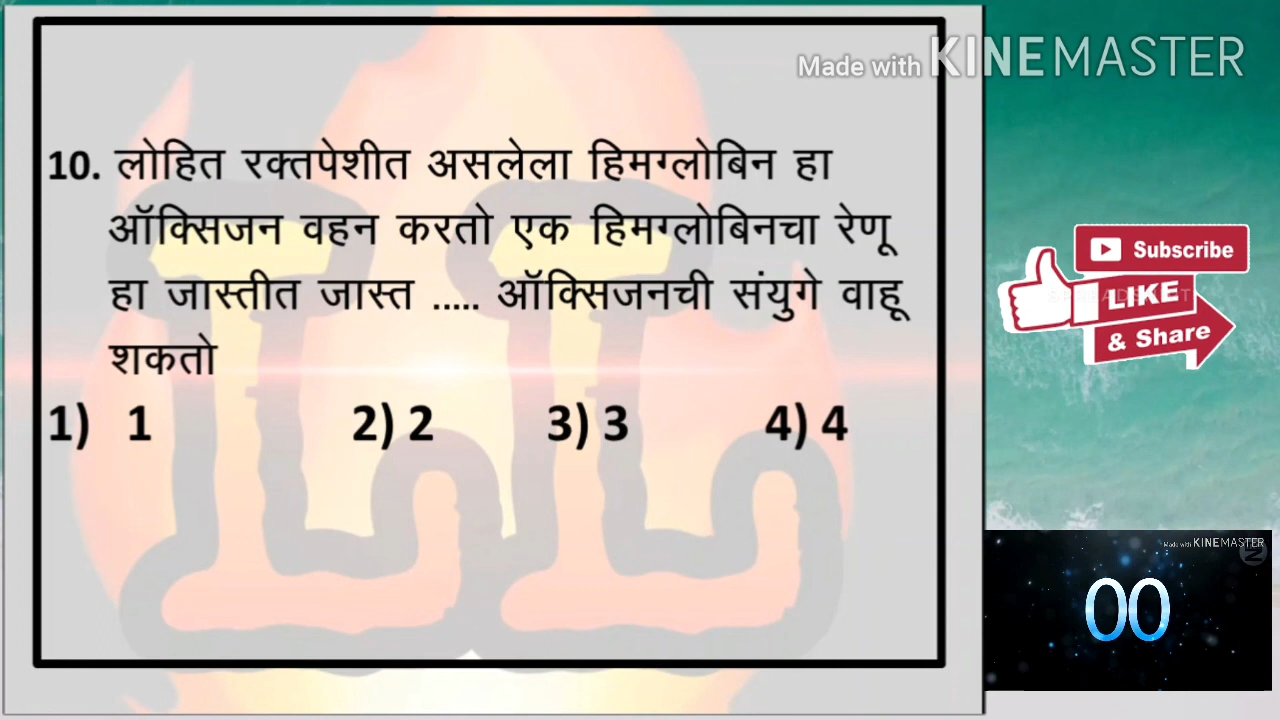 Made with KINEMASTER
10. लोहित रक्तपेशीत असलेला हिमग्लोबिन हा
ऑक्सिजन वहन करतो एक हिमग्लोबिनचा रेणू
हा जास्तीत जास्त ..... ऑक्सिजनची संयुगे वाहू
शकतो
1) 1 2) 2 3) 3 4) 4
Subscribe
LIKE
& Share
Made with KINEMASTER
00